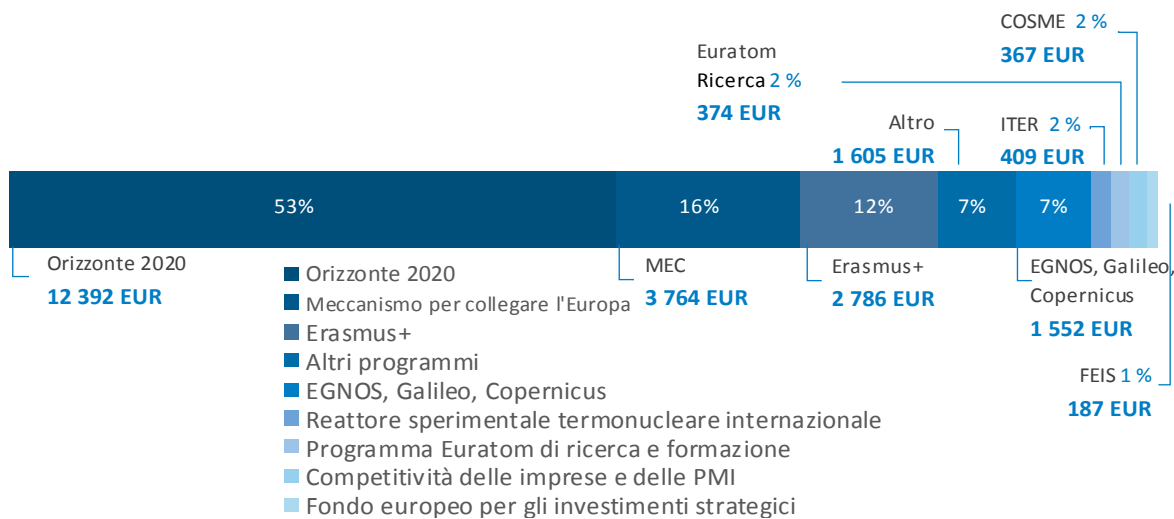 COSME 2 %
367 EUR
Euratom
Ricerca 2 %
374 EUR
Altro
1 605 EUR
ITER 2 %
409 EUR
53%
16%
12%
7%
7%
Orizzonte 2020
12 392 EUR
MEC
3 764 EUR
Erasmus+
2 786 EUR
EGNOS, Galileo,
Copernicus
1 552 EUR
FEIS 1 %
187 EUR
Orizzonte 2020
Meccanismo per collegare l'Europa
Erasmus+
Altri programmi
EGNOS, Galileo, Copernicus
Reattore sperimentale termonucleare internazionale
Programma Euratom di ricerca e formazione
Competitività delle imprese e delle PMI
Fondo europeo per gli investimenti strategici